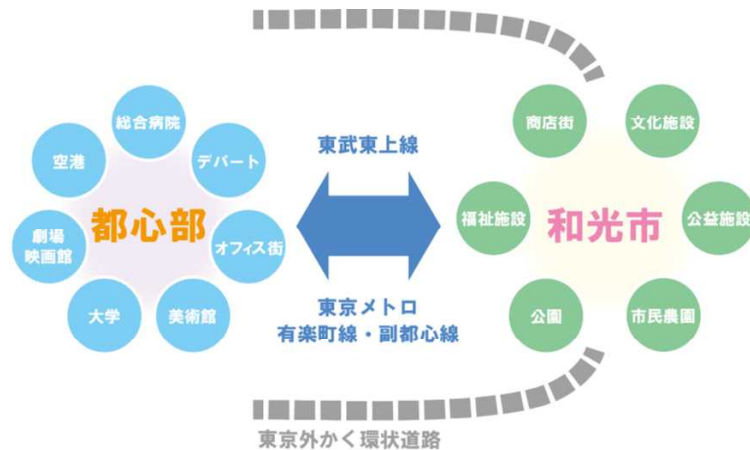 総合病院
空港
デパート
都心部
劇場
映画館
オフィス街
大学
美術館
東武東上線
東京メトロ
有楽町線・副都心線
商店街
文化施設
福祉施設
和光市
公益施設
公園
市民農園
東京外かく環状道路